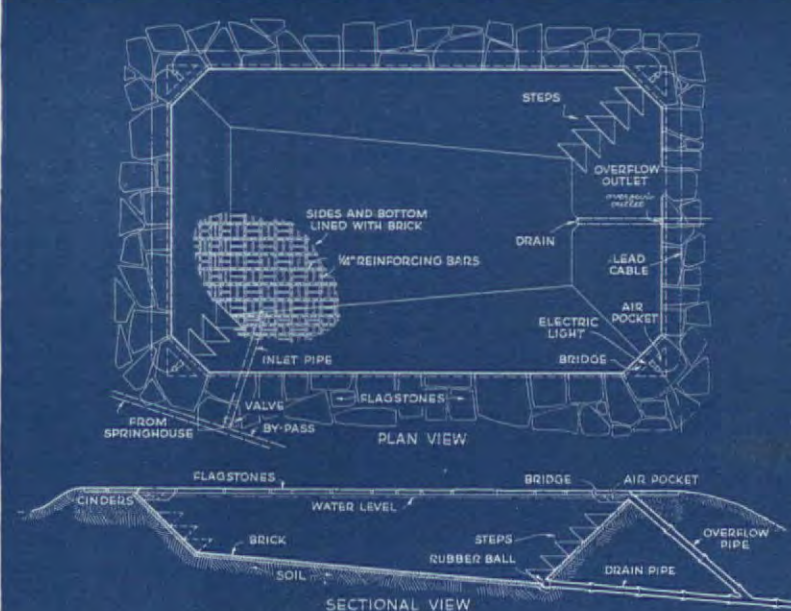 STEPS
OVERFLOW
OUTLET
overflow
outlet
SIDES AND BOTTOM
LINED WITH BRICK
DRAIN
¼" REINFORCING BARS
LEAD
CABLE
AIR
POCKET
ELECTRIC
LIGHT
BRIDGE
INLET PIPE
VALVE
FLAGSTONES
FROM
SPRINGHOUSE
BY-PASS
PLAN VIEW
FLAGSTONES
BRIDGE
AIR POCKET
CINDERS
WATER LEVEL
BRICK
STEPS
OVERFLOW
PIPE
RUBBER BALL
SOIL
DRAIN PIPE
SECTIONAL VIEW